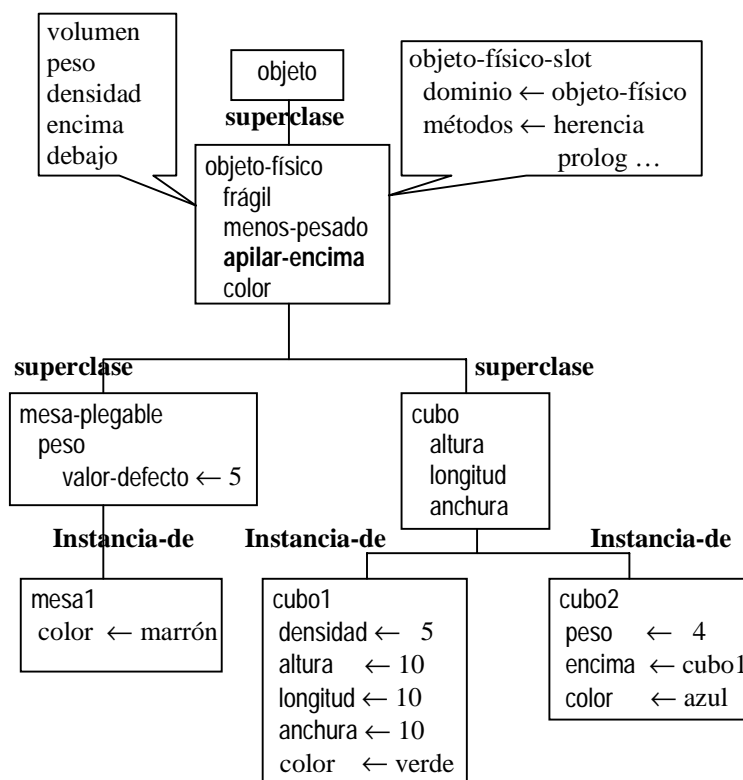 volumen
peso
densidad
encima
debajo
objeto
superclase
objeto-físico-slot
dominio ← objeto-físico
métodos ← herencia
prolog …
objeto-físico
frágil
menos-pesado
apilar-encima
color
superclase
superclase
mesa-plegable
peso
valor-defecto ← 5
cubo
altura
longitud
anchura
Instancia-de
Instancia-de
Instancia-de
mesa1
color ← marrón
cubo1
densidad ← 5
altura ← 10
longitud ← 10
anchura ← 10
color ← verde
cubo2
peso ← 4
encima ← cubo1
color ← azul